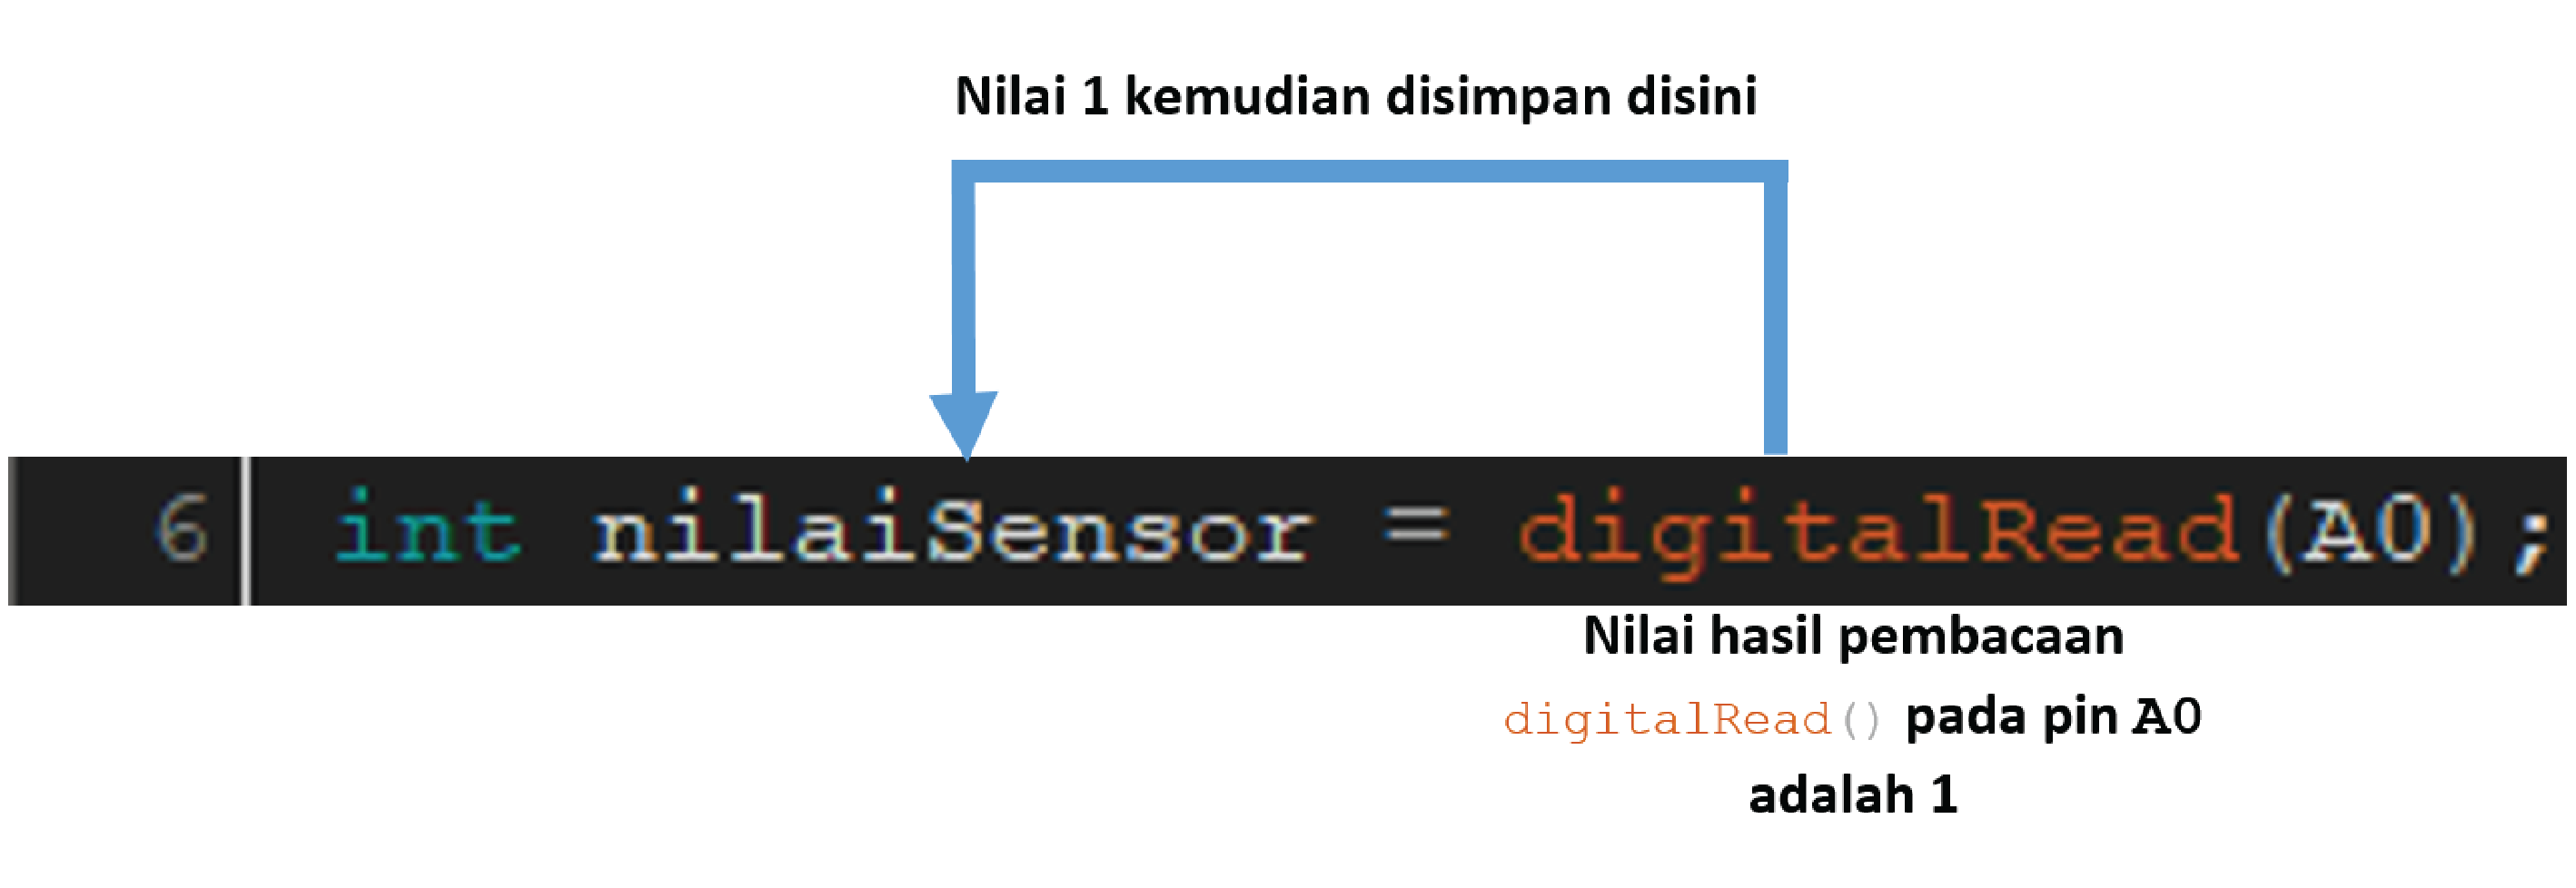 Nilai 1 kemudian disimpan disini
6 int nilaiSensor = digitalRead(A0);
Nilai hasil pembacaan
digitalRead() pada pin A0
adalah 1